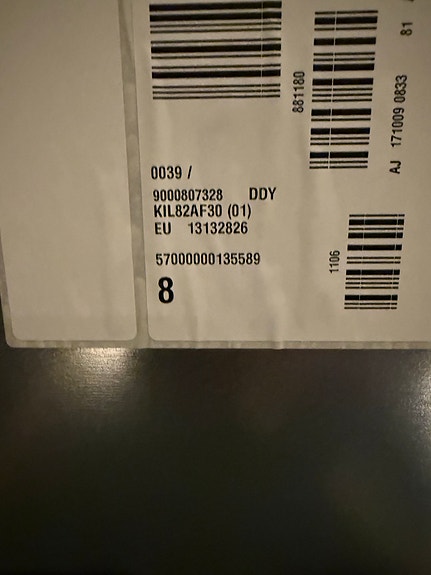 0039 /
9000807328 DDY
KIL82AF30 (01)
EU 13132826
57000000135589
8
881180
AJ 171009 0833
81
1106